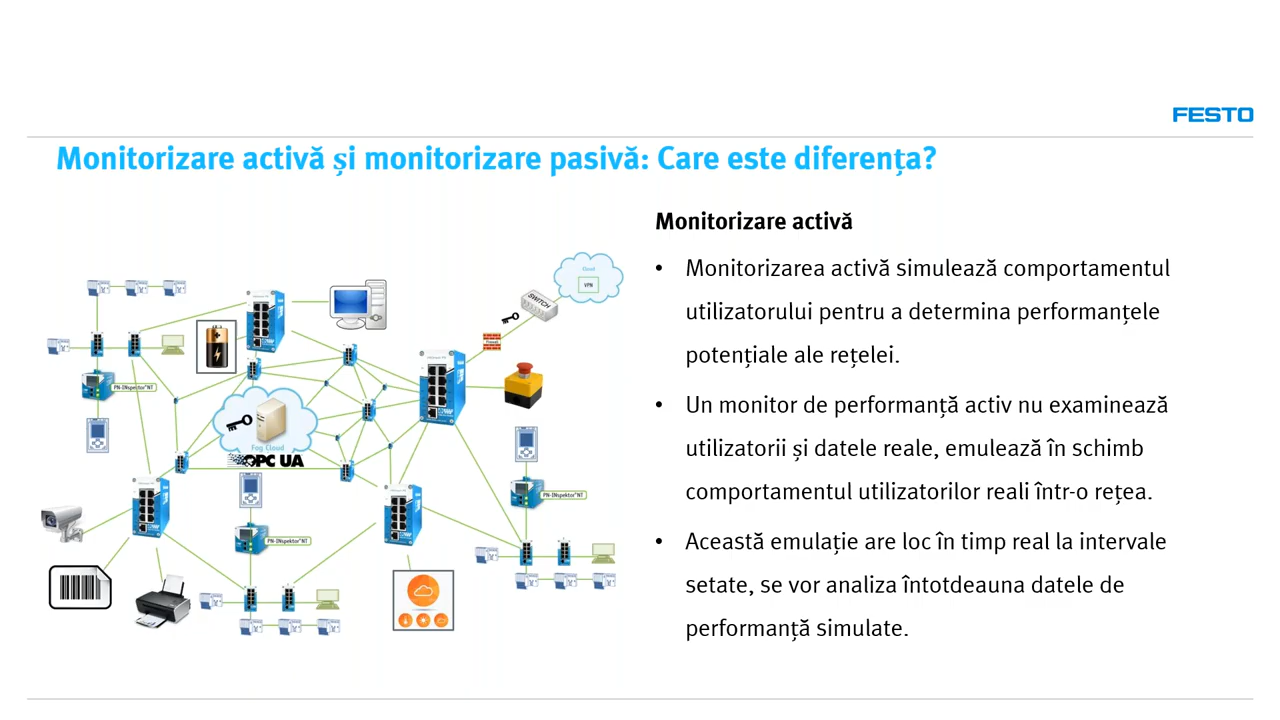 FESTO
Monitorizare activă și monitorizare pasivă: Care este diferența?
Monitorizare activă
• Monitorizarea activă simulează comportamentul
utilizatorului pentru a determina performanțele
potențiale ale rețelei.
• Un monitor de performanță activ nu examinează
utilizatorii și datele reale, emulează în schimb
comportamentul utilizatorilor reali într-o rețea.
• Această emulație are loc în timp real la intervale
setate, se vor analiza întotdeauna datele de
performanță simulate.
Cloud
VPN
SWITCH
Firewall
PN-INspektor®NT
Fog Cloud
OPC UA
PN-INspektor®NT
PN-INspektor®NT